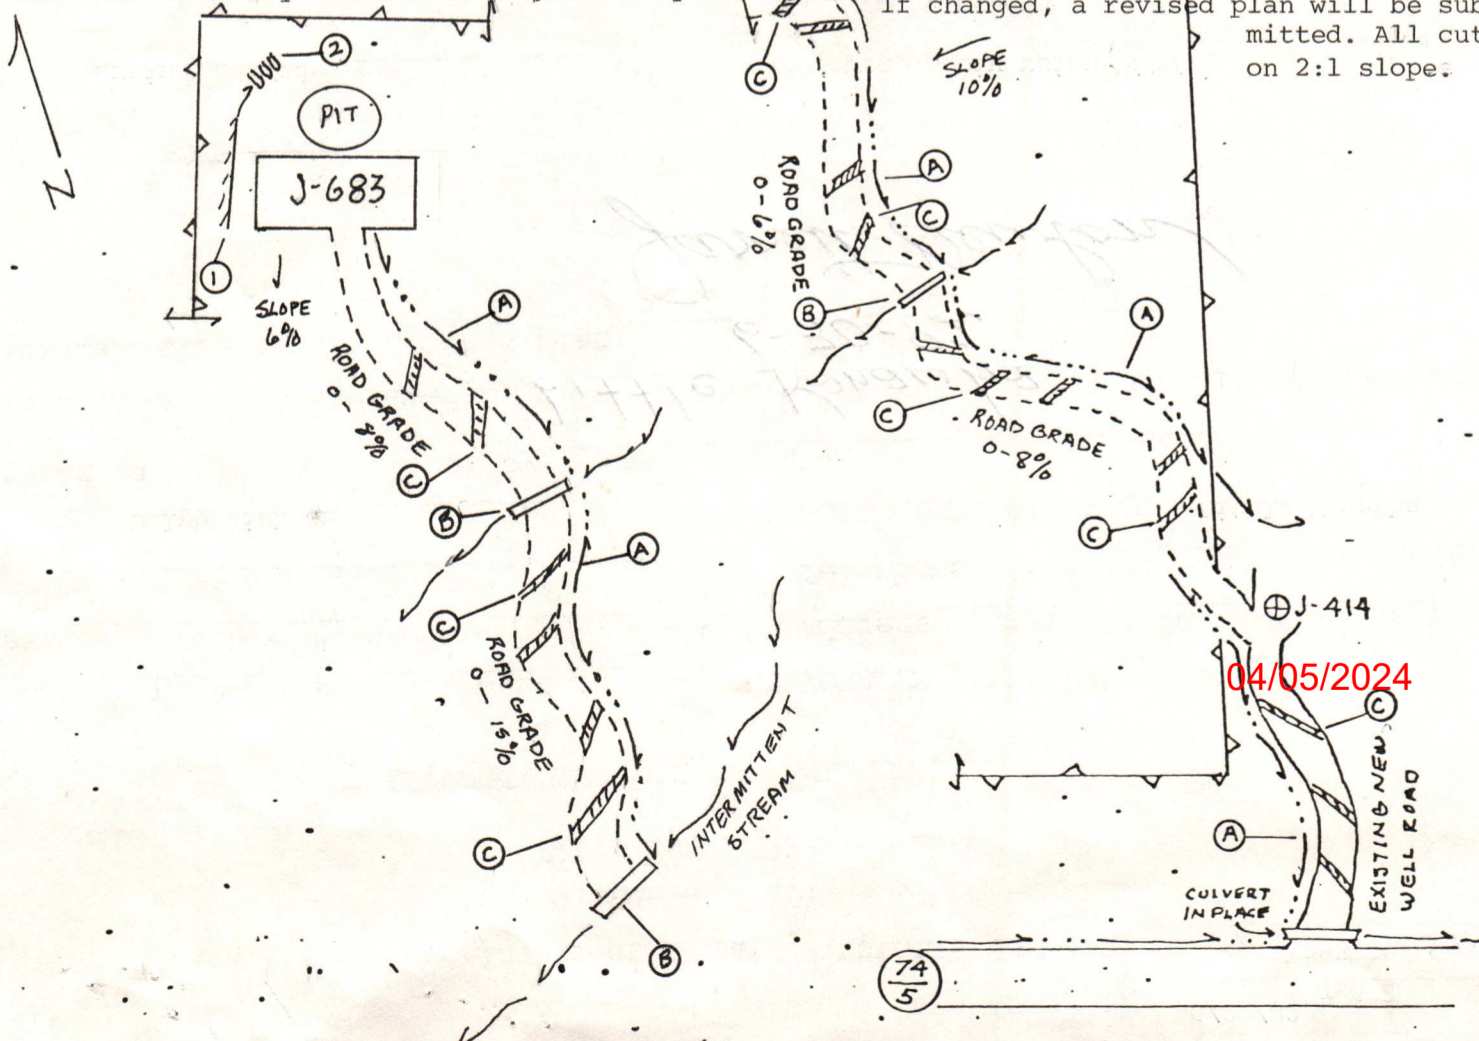 If changed, a revised plan will be sub
mitted. All cut
on 2:1 slope.
2
PIT
J-683
1
SLOPE
6%
N
A
ROAD GRADE
0-8%
C
B
A
C
ROAD GRADE
0-15%
C
B
INTERMITTENT
STREAM
C
SLOPE
10%
A
C
ROAD GRADE
0-6%
B
A
C
ROAD GRADE
0-8%
C
J-414
04/05/2024
C
A
EXISTING NEW
WELL ROAD
CULVERT
IN PLACE
74
5